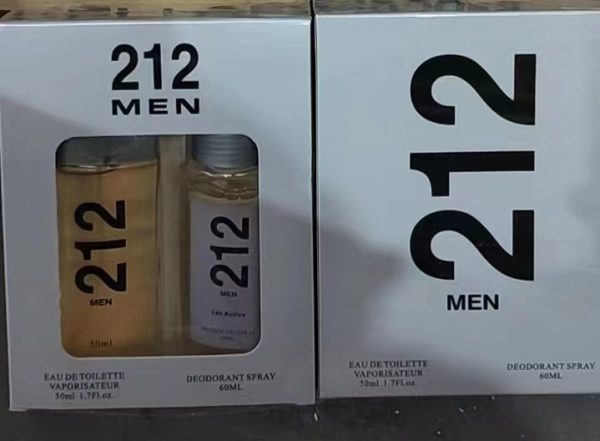 212
MEN
212
MEN
50ml
212
MEN
24h Active
EAU DE TOILETTE
VAPORISATEUR
50ml 1.7Fl.oz.
DEODORANT SPRAY
60ML
212
MEN
EAU DE TOILETTE
VAPORISATEUR
50ml 1.7Fl.oz.
DEODORANT SPRAY
60ML